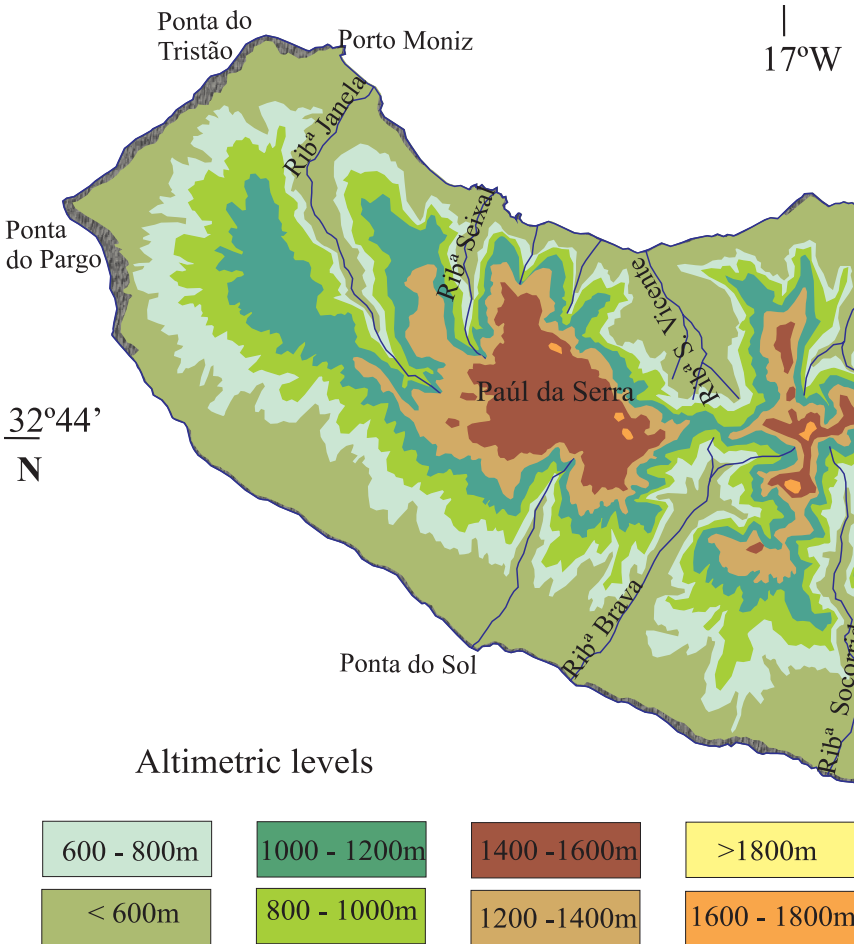 Ponta do
Tristão
Porto Moniz
17ºW
Ribª Janela
Ponta
do Pargo
Ribª Seixal
Ribª S. Vicente
Paúl da Serra
32º44’
N
Ponta do Sol
Ribª Brava
Ribª Socorrid
Altimetric levels
600 - 800m
1000 - 1200m
1400 -1600m
>1800m
< 600m
800 - 1000m
1200 -1400m
1600 - 1800m